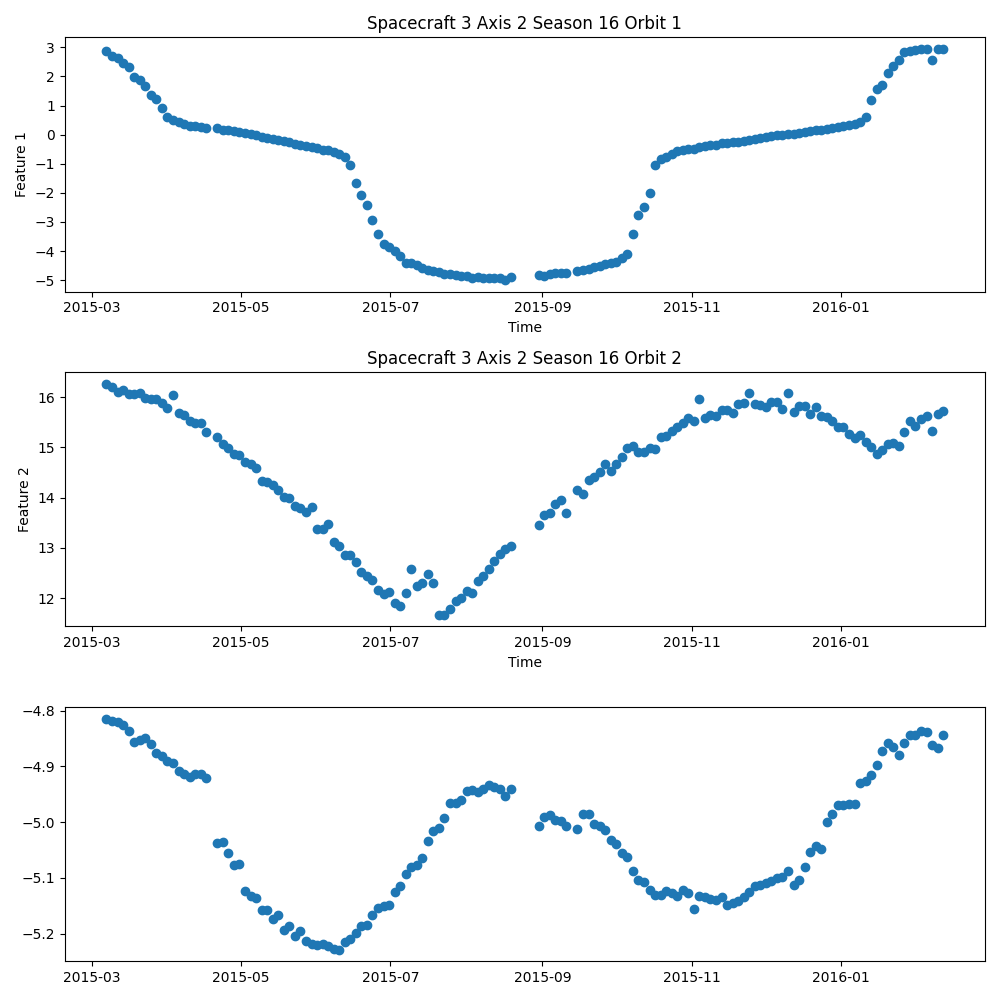 Spacecraft 3 Axis 2 Season 16 Orbit 1
3
2
1
0
−1
−2
−3
−4
−5
Feature 1
2015-03 2015-05 2015-07 2015-09 2015-11 2016-01
Time
Spacecraft 3 Axis 2 Season 16 Orbit 2
16
15
14
13
12
Feature 2
2015-03 2015-05 2015-07 2015-09 2015-11 2016-01
Time
−4.8
−4.9
−5.0
−5.1
−5.2
2015-03 2015-05 2015-07 2015-09 2015-11 2016-01